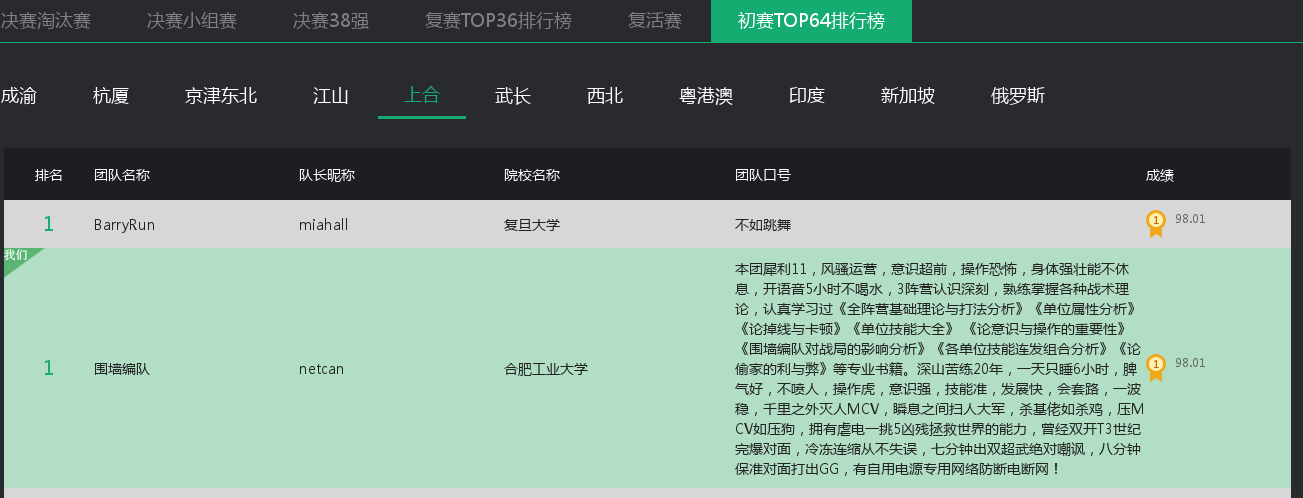 决赛淘汰赛 决赛小组赛 决赛38强 复赛TOP36排行榜 复活赛 初赛TOP64排行榜
成渝 杭厦 京津东北 江山 上合 武长 西北 粤港澳 印度 新加坡 俄罗斯
排名 团队名称 队长昵称 院校名称 团队口号 成绩
1 BarryRun miahall 复旦大学 不如跳舞 1 98.01
我们
1 围墙编队 netcan 合肥工业大学
本团犀利11，风骚运营，意识超前，操作恐怖，身体强壮能不休
息，开语音5小时不喝水，3阵营认识深刻，熟练掌握各种战术理
论，认真学习过《全阵营基础理论与打法分析》《单位属性分析》
《论掉线与卡顿》《单位技能大全》 《论意识与操作的重要性》
《围墙编队对战局的影响分析》《各单位技能连发组合分析》《论
偷家的利与弊》等专业书籍。深山苦练20年，一天只睡6小时，脾
气好，不喷人，操作虎，意识强，技能准，发展快，会套路，一波
稳，千里之外灭人MCV，瞬息之间扫人大军，杀基佬如杀鸡，压M
CV如压狗，拥有虐电一挑5凶残拯救世界的能力，曾经双开T3世纪
完爆对面，冷冻连缩从不失误，七分钟出双超武绝对嘲讽，八分钟
保准对面打出GG，有自用电源专用网络防断电断网！
1 98.01